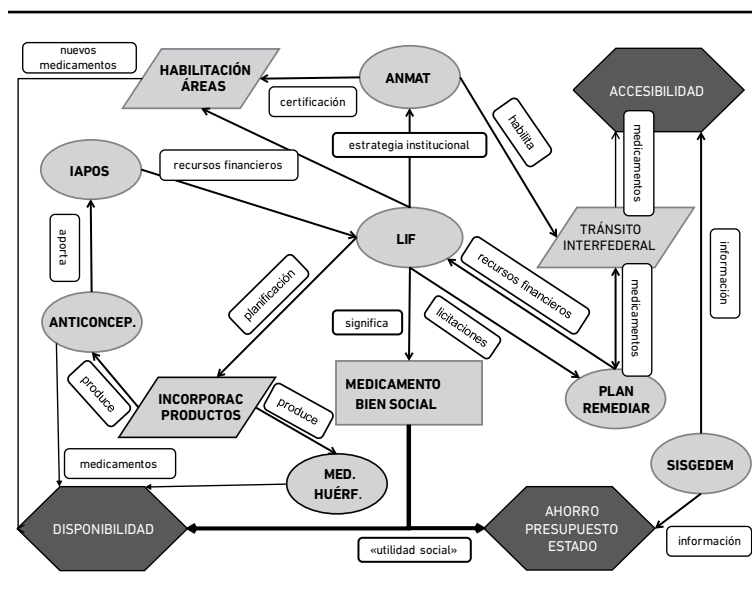 nuevos
medicamentos
HABILITACIÓN
ÁREAS
ANMAT
ACCESIBILIDAD
certificación
habilita
medicamentos
estrategia institucional
IAPOS
recursos financieros
LIF
TRÁNSITO
INTERFEDERAL
aporta
planificación
recursos financieros
información
medicamentos
ANTICONCEP.
significa
licitaciones
produce
INCORPORAC
PRODUCTOS
produce
MEDICAMENTO
BIEN SOCIAL
PLAN
REMEDIAR
medicamentos
MED.
HUÉRF.
SISGEDEM
DISPONIBILIDAD
AHORRO
PRESUPUESTO
ESTADO
«utilidad social»
información